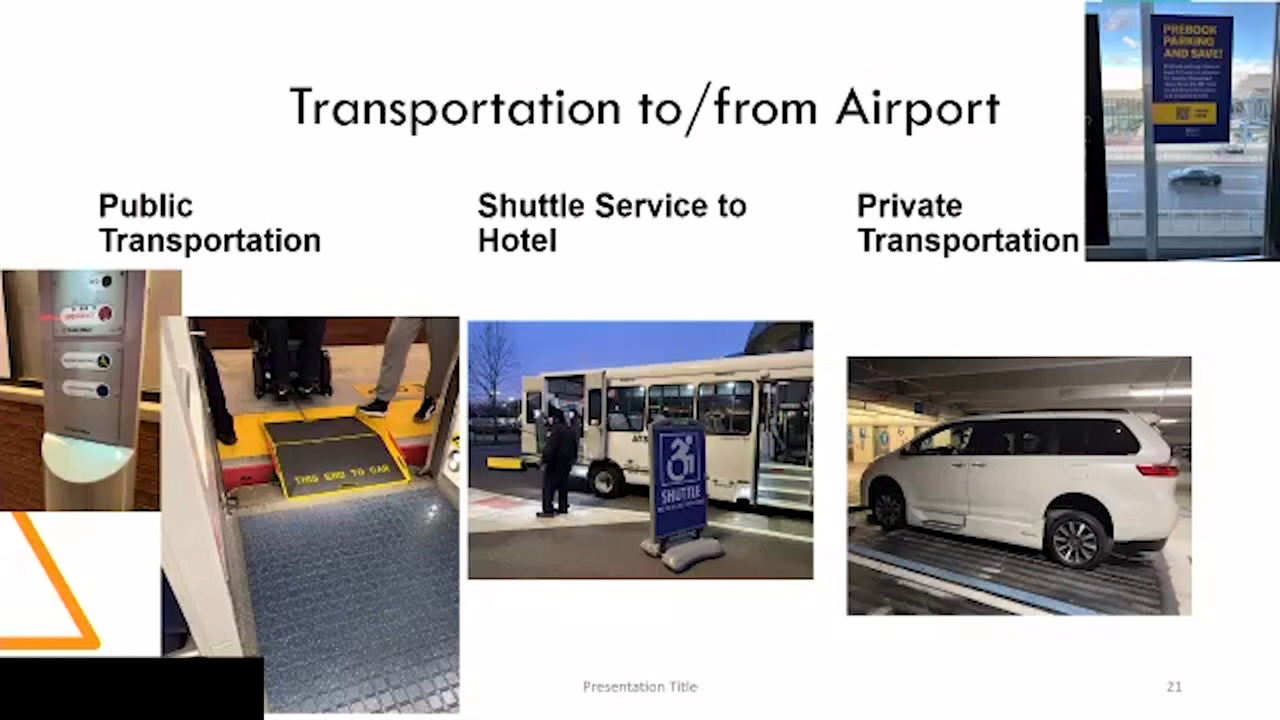 Transportation to/from Airport
PREBOOK
PARKING
AND SAVE!
Public
Transportation
Shuttle Service to
Hotel
Private
Transportation
THIS END TO CAR
SHUTTLE
Presentation Title
21